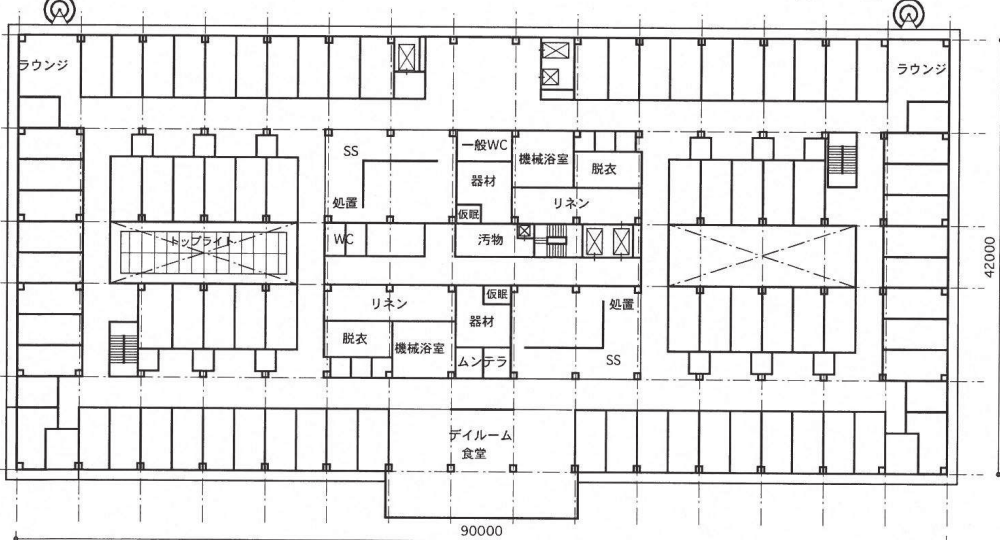 ラウンジ
ラウンジ
SS
一般WC
機械浴室
脱衣
器材
処置
仮眠
リネン
トップライト
WC
汚物
42000
リネン
仮眠
処置
器材
脱衣
機械浴室
ムンテラ
SS
デイルーム
食堂
90000